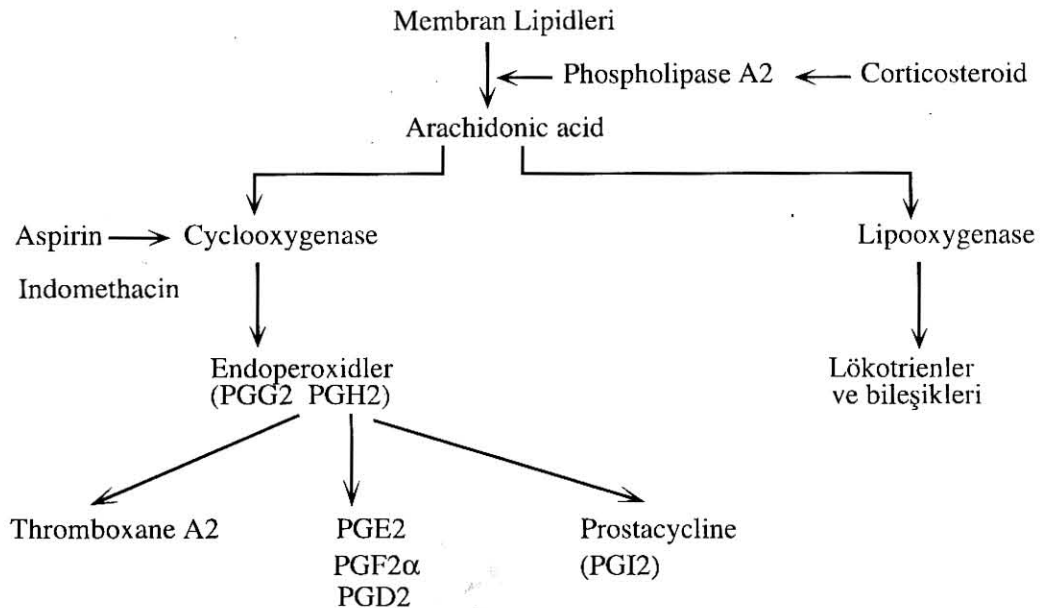 Membran Lipidleri
Phospholipase A2 Corticosteroid
Arachidonic acid
Aspirin Cyclooxygenase Lipooxygenase
Indomethacin
Endoperoxidler
(PGG2 PGH2)
Lökotrienler
ve bileşikleri
Thromboxane A2 PGE2 Prostacycline
PGF2α (PGI2)
PGD2